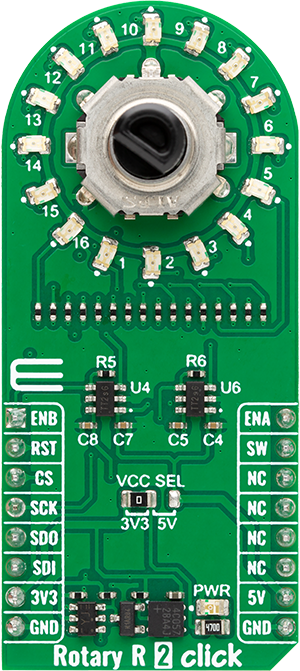 10 9
11 8
12 7
13 6
14 5
15 4
16 3
1 2
R5 R6
U4 U6
C8 C7 C5 C4
ENB ENA
RST SW
CS NC
VCC SEL
0
SCK NC
3V3 5V
SDO NC
SDI NC
PWR
3V3 5V
4700
GND GND
Rotary R 2 click